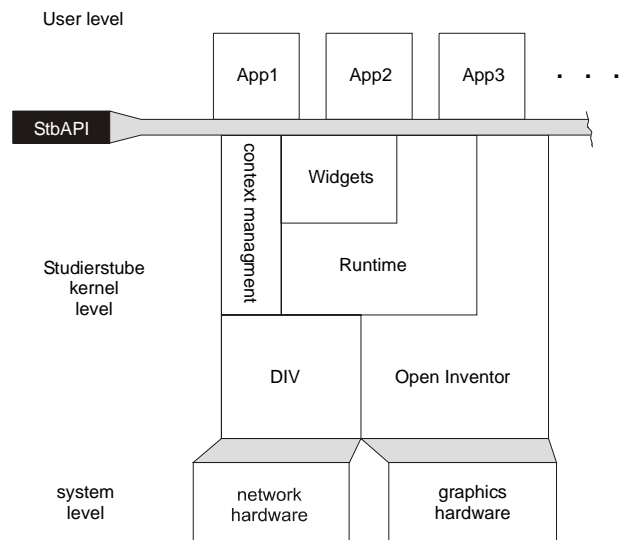 User level
App1
App2
App3
. . .
StbAPI
context managment
Widgets
Studierstube
kernel
level
Runtime
DIV
Open Inventor
system
level
network
hardware
graphics
hardware